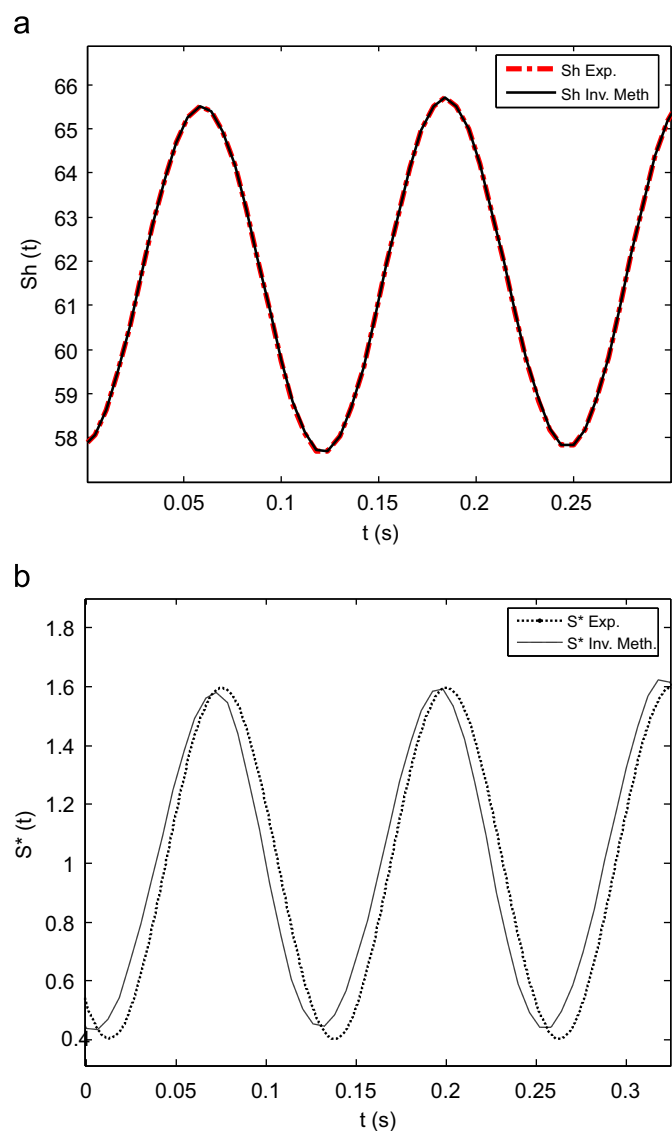 a
66
65
64
63
62
61
60
59
58
Sh (t)
Sh Exp.
Sh Inv. Meth
0.05
0.1
0.15
0.2
0.25
t (s)
b
1.8
1.6
1.4
1.2
1
0.8
0.6
0.4
S* (t)
S* Exp.
S* Inv. Meth.
0
0.05
0.1
0.15
0.2
0.25
0.3
t (s)